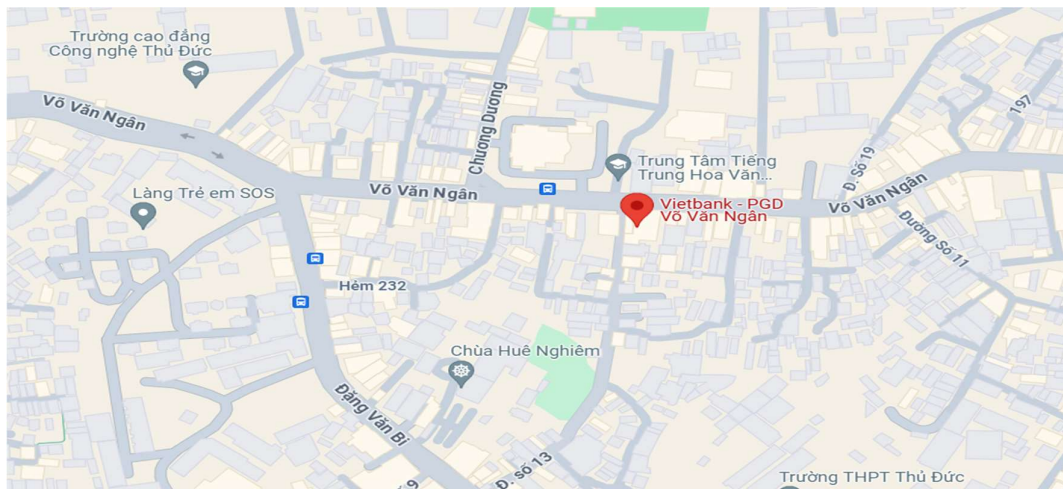 Trường cao đẳng
Công nghệ Thủ Đức
Võ Văn Ngân
Chương Dương
197
Đ. Số 19
Trung Tâm Tiếng
Trung Hoa Văn...
Võ Văn Ngân
Võ Văn Ngân
Làng Trẻ em SOS
Vietbank - PGD
Võ Văn Ngân
Đường Số 11
Hẻm 232
Chùa Huê Nghiêm
Đặng Văn Bi
Đ. số 13
9
Trường THPT Thủ Đức